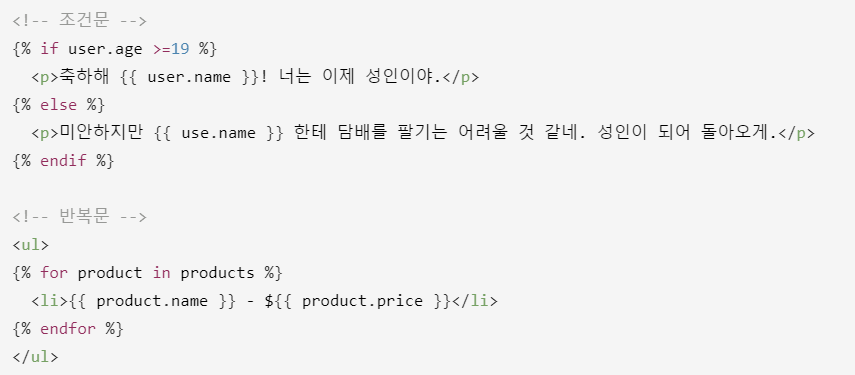 <!-- 조건문 -->
{% if user.age >=19 %}
  <p>축하해 {{ user.name }}! 너는 이제 성인이야.</p>
{% else %}
  <p>미안하지만 {{ use.name }} 한테 담배를 팔기는 어려울 것 같네. 성인이 되어 돌아오게.</p>
{% endif %}

<!-- 반복문 -->
<ul>
{% for product in products %}
  <li>{{ product.name }} - ${{ product.price }}</li>
{% endfor %}
</ul>